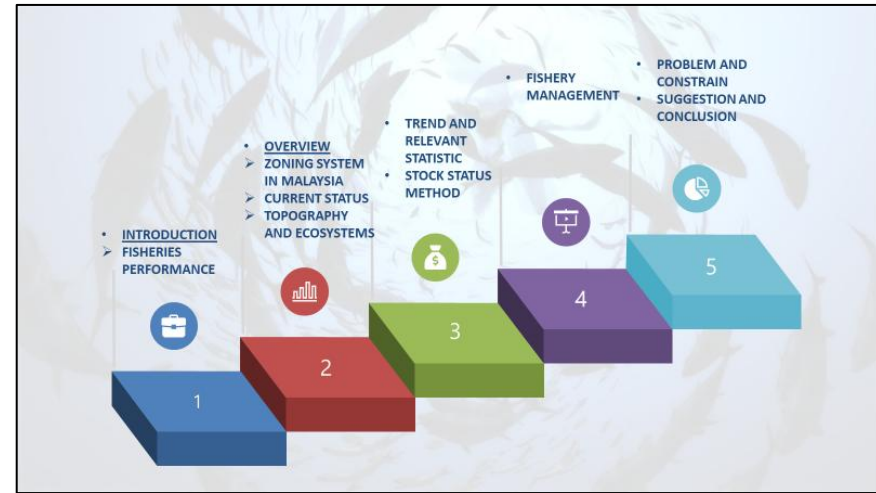 • INTRODUCTION
➢ FISHERIES
PERFORMANCE
1
• OVERVIEW
➢ ZONING SYSTEM
IN MALAYSIA
➢ CURRENT STATUS
➢ TOPOGRAPHY
AND ECOSYSTEMS
2
• TREND AND
RELEVANT
STATISTIC
• STOCK STATUS
METHOD
$
3
• FISHERY
MANAGEMENT
4
• PROBLEM AND
CONSTRAIN
• SUGGESTION AND
CONCLUSION
5